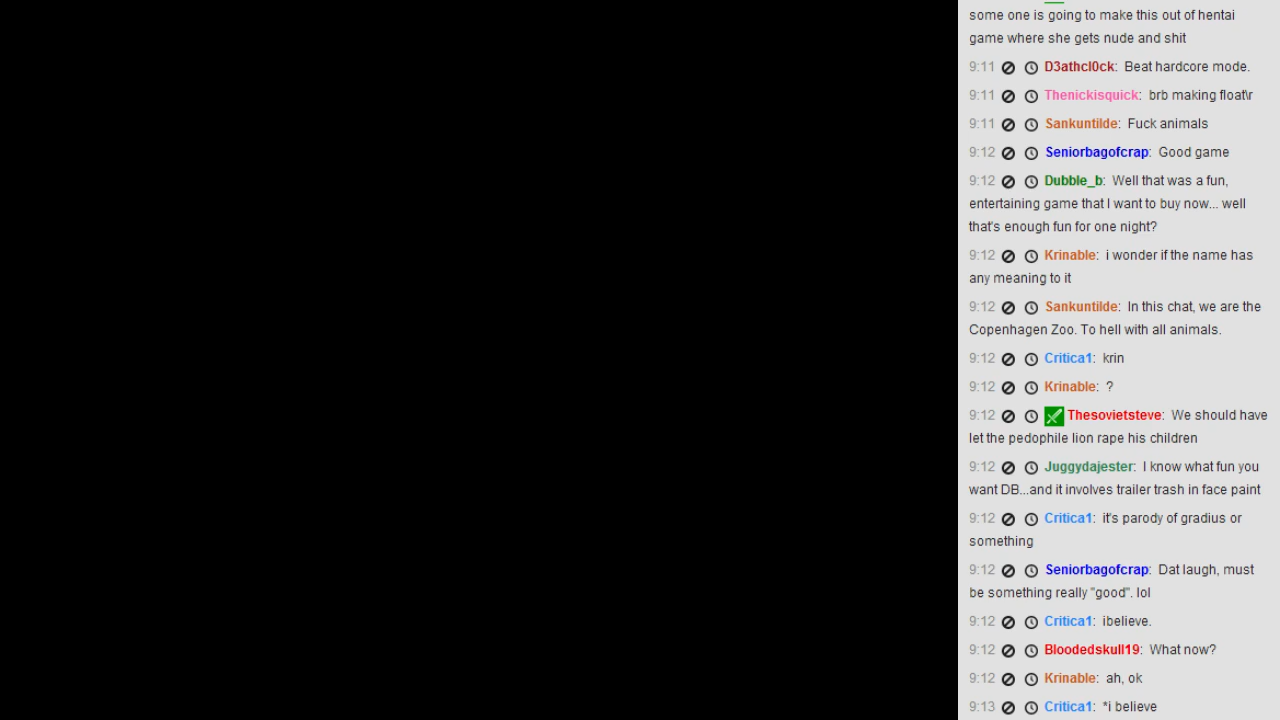 some one is going to make this out of hentai
game where she gets nude and shit
9:11 D3athcl0ck: Beat hardcore mode.
9:11 Thenickisquick: brb making float\r
9:11 Sankuntilde: Fuck animals
9:12 Seniorbagofcrap: Good game
9:12 Dubble_b: Well that was a fun,
entertaining game that I want to buy now... well
that's enough fun for one night?
9:12 Krinable: i wonder if the name has
any meaning to it
9:12 Sankuntilde: In this chat, we are the
Copenhagen Zoo. To hell with all animals.
9:12 Critica1: krin
9:12 Krinable: ?
9:12 Thesovietsteve: We should have
let the pedophile lion rape his children
9:12 Juggydajester: I know what fun you
want DB...and it involves trailer trash in face paint
9:12 Critica1: it's parody of gradius or
something
9:12 Seniorbagofcrap: Dat laugh, must
be something really "good". lol
9:12 Critica1: ibelieve.
9:12 Bloodedskull19: What now?
9:12 Krinable: ah, ok
9:13 Critica1: *i believe